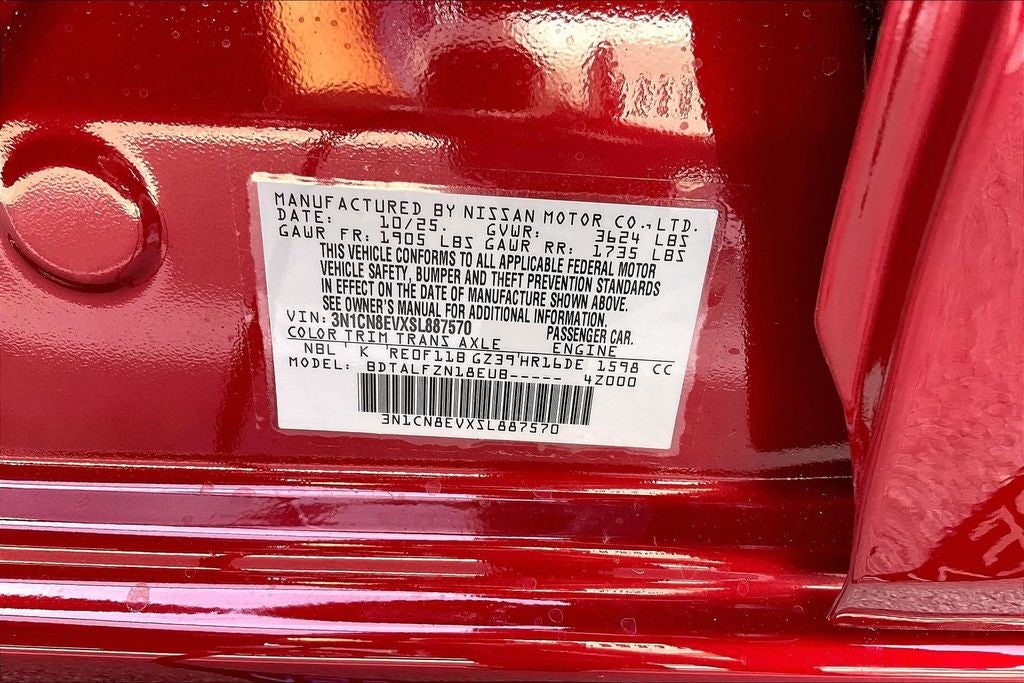 MANUFACTURED BY NISSAN MOTOR CO., LTD.
DATE: 10/25. GVWR: 3624 LBS
GAWR FR: 1905 LBS GAWR RR: 1735 LBS
THIS VEHICLE CONFORMS TO ALL APPLICABLE FEDERAL MOTOR
VEHICLE SAFETY, BUMPER AND THEFT PREVENTION STANDARDS
IN EFFECT ON THE DATE OF MANUFACTURE SHOWN ABOVE.
SEE OWNER'S MANUAL FOR ADDITIONAL INFORMATION.
VIN: 3N1CN8EVXSL887570 PASSENGER CAR.
COLOR TRIM TRANS AXLE ENGINE
NBL K RE0F11B GZ39 HR16DE 1598 CC
MODEL: BDTALFZN18EUB----- 4Z000
3N1CN8EVXSL887570